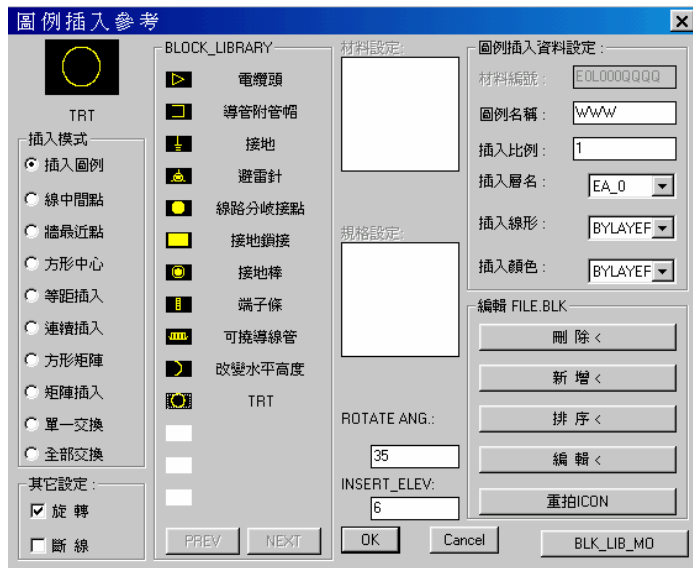 圖例插入參考
TRT
插入模式
插入圖例
線中間點
牆最近點
方形中心
等距插入
連續插入
方形矩陣
矩陣插入
單一交換
全部交換
其它設定：
旋 轉
斷 線
BLOCK_LIBRARY
電纜頭
導管附管帽
接地
避雷針
線路分岐接點
接地鎖接
接地棒
端子條
可撓導線管
改變水平高度
TRT
PREV
NEXT
材料設定:
規格設定:
ROTATE ANG.:
35
INSERT_ELEV:
6
OK
Cancel
圖例插入資料設定：
材料編號： E0L000QQQQ
圖例名稱： WWW
插入比例： 1
插入層名： EA_0
插入線形： BYLAYEF
插入顏色： BYLAYEF
編輯 FILE.BLK
刪 除 <
新 增 <
排 序 <
編 輯 <
重拍ICON
BLK_LIB_MO